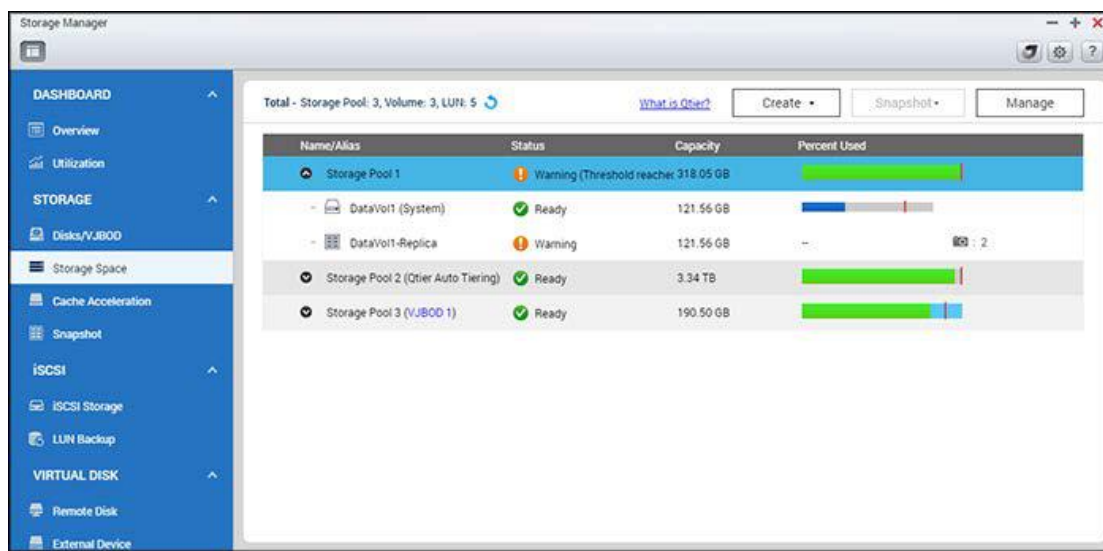 Storage Manager
?
DASHBOARD
Overview
Utilization
STORAGE
Disks/VJBOD
Storage Space
Cache Acceleration
Snapshot
iSCSI
iSCSI Storage
LUN Backup
VIRTUAL DISK
Remote Disk
External Device
Total - Storage Pool: 3, Volume: 3, LUN: 5
What is Qtier?
Create
Snapshot
Manage
Name/Alias Status Capacity Percent Used
Storage Pool 1 Warning (Threshold reached 318.05 GB
DataVol1 (System) Ready 121.56 GB
DataVol1-Replica Warning 121.56 GB -- : 2
Storage Pool 2 (Qtier Auto Tiering) Ready 3.34 TB
Storage Pool 3 (VJBOD 1) Ready 190.50 GB